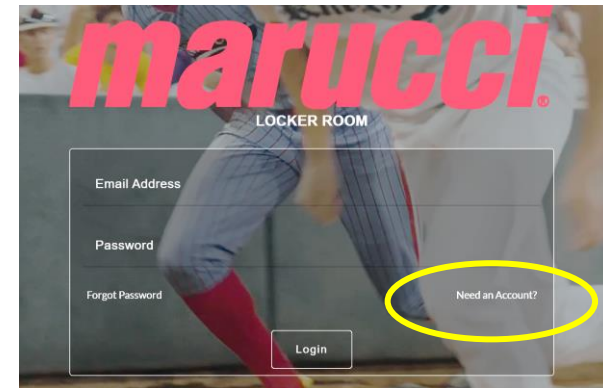 marucci®
LOCKER ROOM
Email Address
Password
Forgot Password Need an Account?
Login